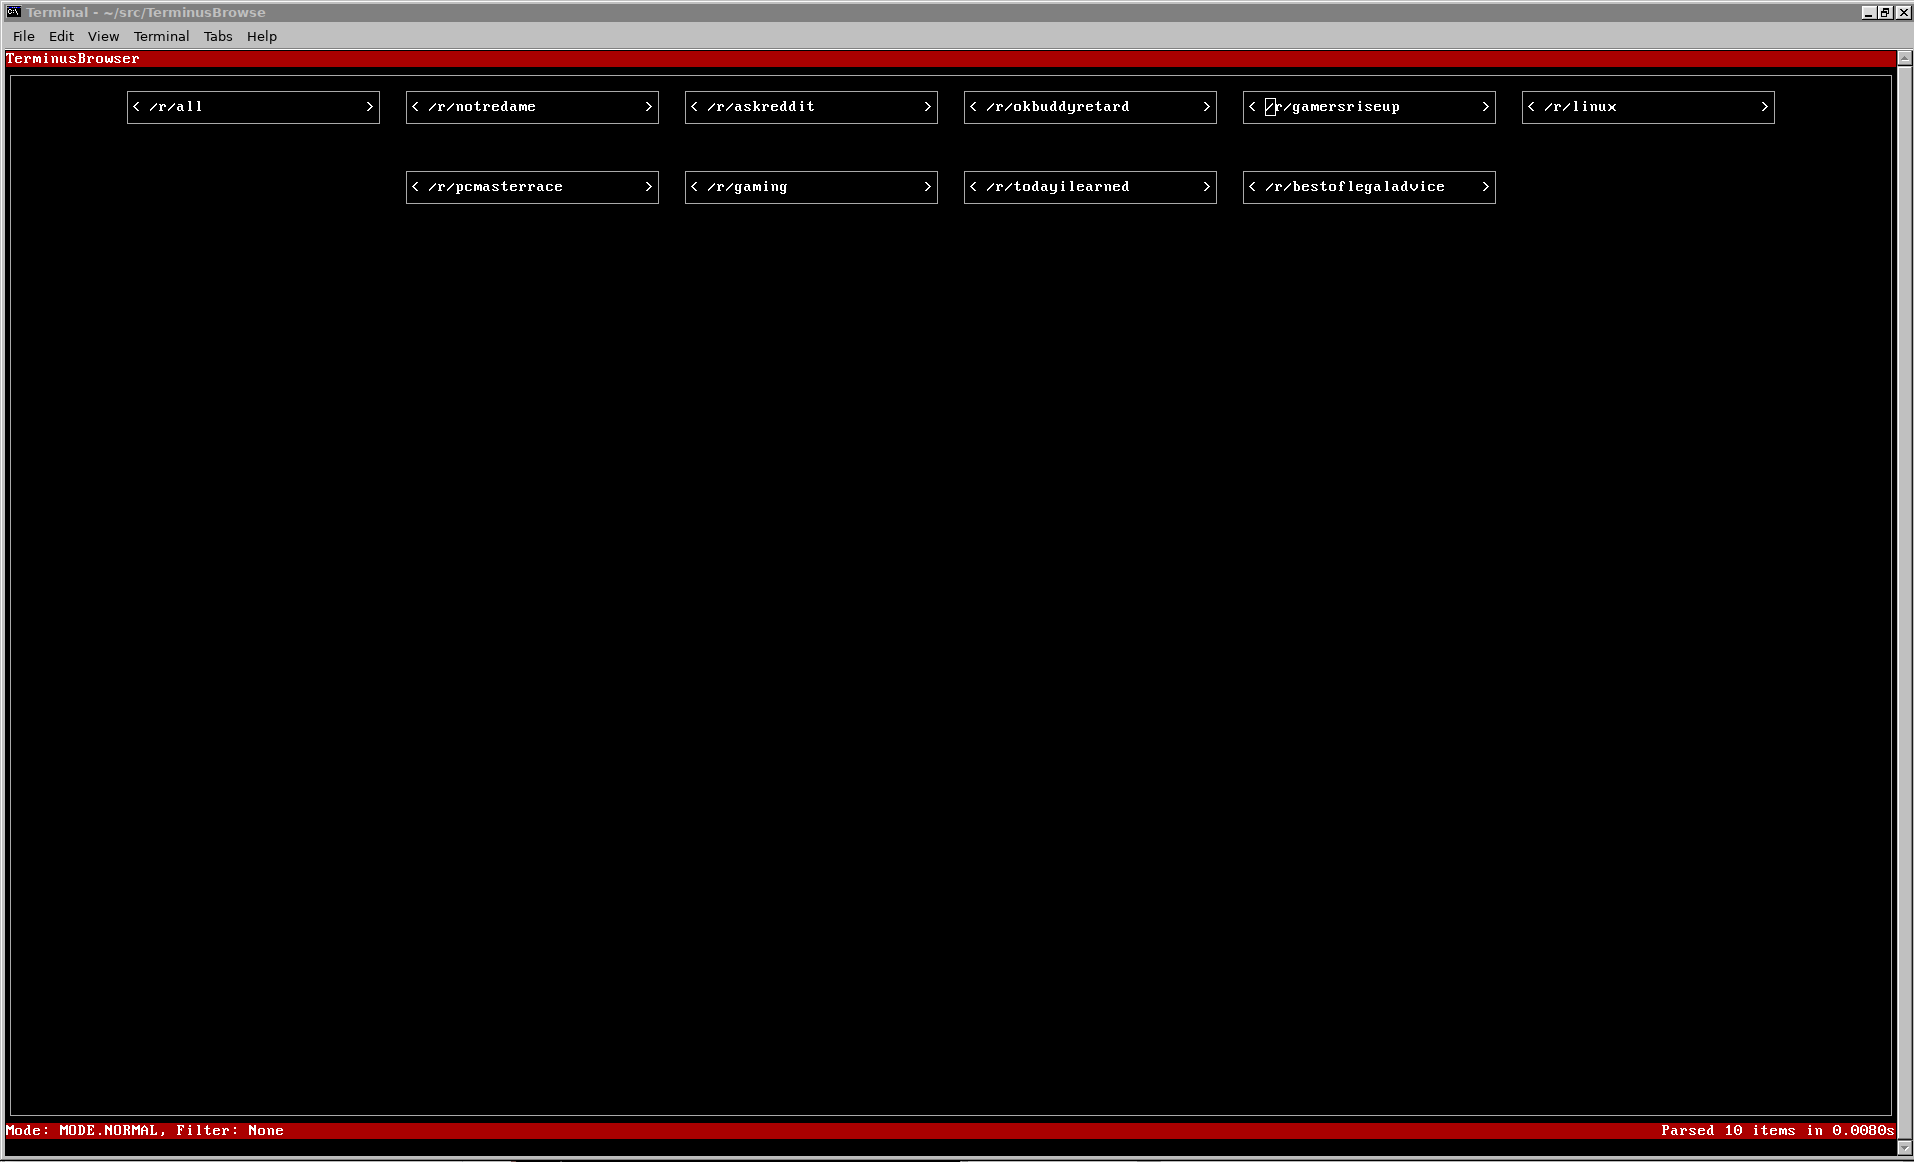 Terminal - ~/src/TerminusBrowse
File Edit View Terminal Tabs Help
TerminusBrowser
< /r/all > < /r/notredame > < /r/askreddit > < /r/okbuddyretard > < /r/gamersriseup > < /r/linux >
< /r/pcmasterrace > < /r/gaming > < /r/todayilearned > < /r/bestoflegaladvice >
Mode: MODE.NORMAL, Filter: None Parsed 10 items in 0.0080s